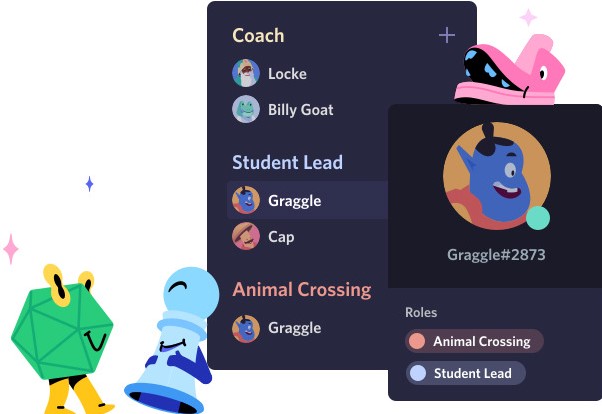 Coach
Locke
Billy Goat
Student Lead
Graggle
Cap
Animal Crossing
Graggle
Graggle#2873
Roles
Animal Crossing
Student Lead